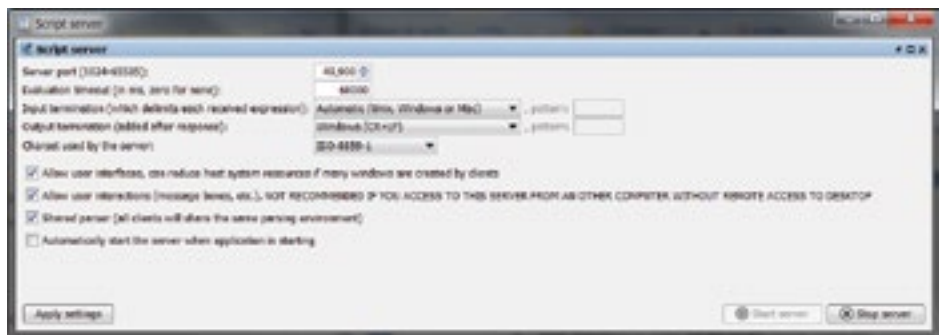 Script server
Script server
Server port (1024-65535):
Evaluation timeout (in ms, zero for none): 60000
Input termination (which delimits each received expression): Automatic (Unix, Windows or Mac) , pattern:
Output termination (added after response): Windows (CR+LF) , pattern:
Charset used by the server: ISO-8859-1
Allow user interfaces, can reduce host system resources if many windows are created by clients
Allow user interactions (message boxes, etc.), NOT RECOMMENDED IF YOU ACCESS TO THIS SERVER FROM AN OTHER COMPUTER WITHOUT REMOTE ACCESS TO DESKTOP
Shared parser (all clients will share the same parsing environment)
Automatically start the server when application is starting
Apply settings
Start server
Stop server